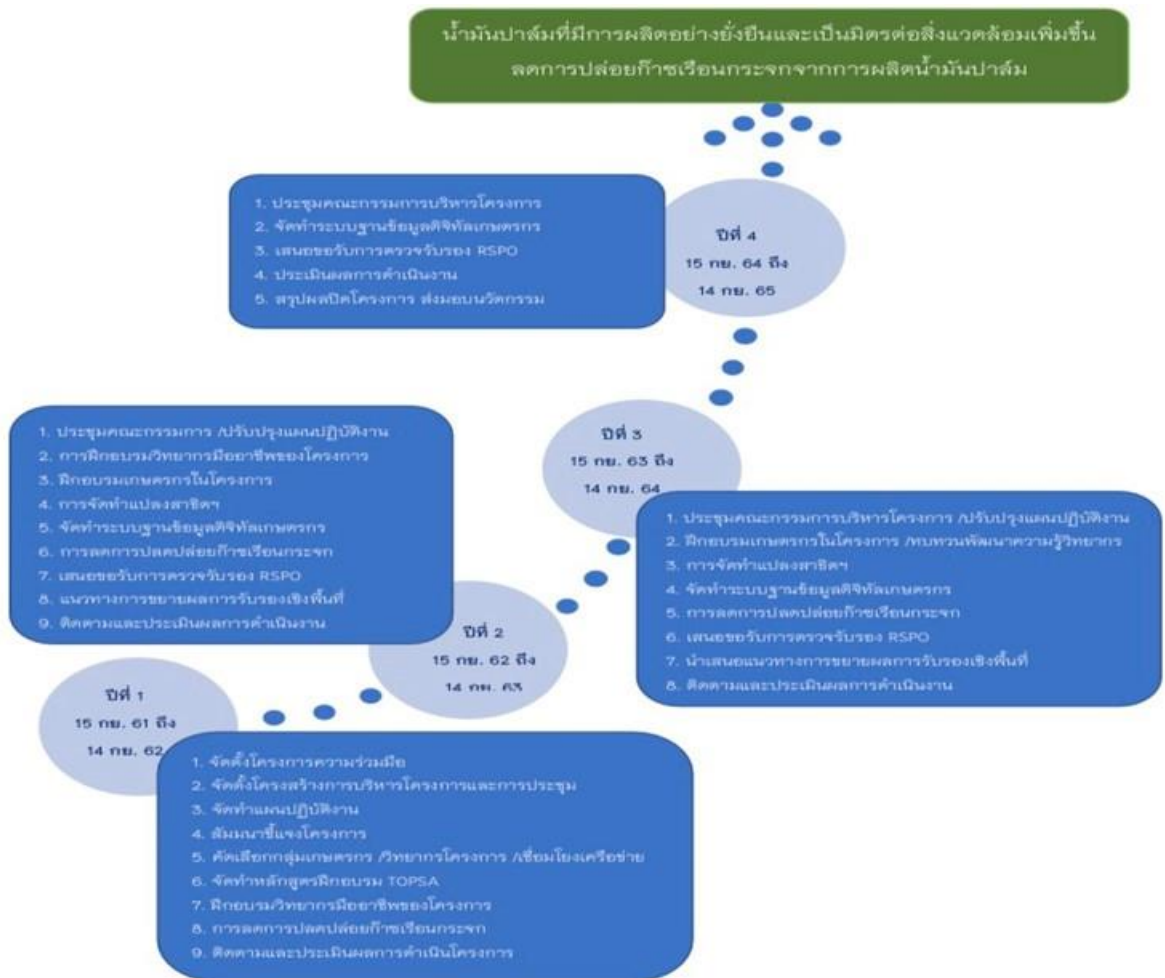 น้ำมันปาล์มที่มีการผลิตอย่างยั่งยืนและเป็นมิตรต่อสิ่งแวดล้อมเพิ่มขึ้น
ลดการปล่อยก๊าซเรือนกระจกจากการผลิตน้ำมันปาล์ม
ปีที่ 4
15 กย. 64 ถึง
14 กย. 65
1. ประชุมคณะกรรมการบริหารโครงการ
2. จัดทำระบบฐานข้อมูลดิจิทัลเกษตรกร
3. เสนอขอรับการตรวจรับรอง RSPO
4. ประเมินผลการดำเนินงาน
5. สรุปผลปิดโครงการ ส่งมอบนวัตกรรม
ปีที่ 3
15 กย. 63 ถึง
14 กย. 64
1. ประชุมคณะกรรมการบริหารโครงการ /ปรับปรุงแผนปฏิบัติงาน
2. ฝึกอบรมเกษตรกรในโครงการ /ทบทวนพัฒนาความรู้วิทยากร
3. การจัดทำแปลงสาธิตฯ
4. จัดทำระบบฐานข้อมูลดิจิทัลเกษตรกร
5. การลดการปลดปล่อยก๊าซเรือนกระจก
6. เสนอขอรับการตรวจรับรอง RSPO
7. นำเสนอแนวทางการขยายผลการรับรองเชิงพื้นที่
8. ติดตามและประเมินผลการดำเนินงาน
1. ประชุมคณะกรรมการ /ปรับปรุงแผนปฏิบัติงาน
2. การฝึกอบรมวิทยากรมืออาชีพของโครงการ
3. ฝึกอบรมเกษตรกรในโครงการ
4. การจัดทำแปลงสาธิตฯ
5. จัดทำระบบฐานข้อมูลดิจิทัลเกษตรกร
6. การลดการปลดปล่อยก๊าซเรือนกระจก
7. เสนอขอรับการตรวจรับรอง RSPO
8. แนวทางการขยายผลการรับรองเชิงพื้นที่
9. ติดตามและประเมินผลการดำเนินงาน
ปีที่ 2
15 กย. 62 ถึง
14 กย. 63
ปีที่ 1
15 กย. 61 ถึง
14 กย. 62
1. จัดตั้งโครงการความร่วมมือ
2. จัดตั้งโครงสร้างการบริหารโครงการและการประชุม
3. จัดทำแผนปฏิบัติงาน
4. สัมมนาชี้แจงโครงการ
5. คัดเลือกกลุ่มเกษตรกร /วิทยากรโครงการ /เชื่อมโยงเครือข่าย
6. จัดทำหลักสูตรฝึกอบรม TOPSA
7. ฝึกอบรมวิทยากรมืออาชีพของโครงการ
8. การลดการปลดปล่อยก๊าซเรือนกระจก
9. ติดตามและประเมินผลการดำเนินโครงการ